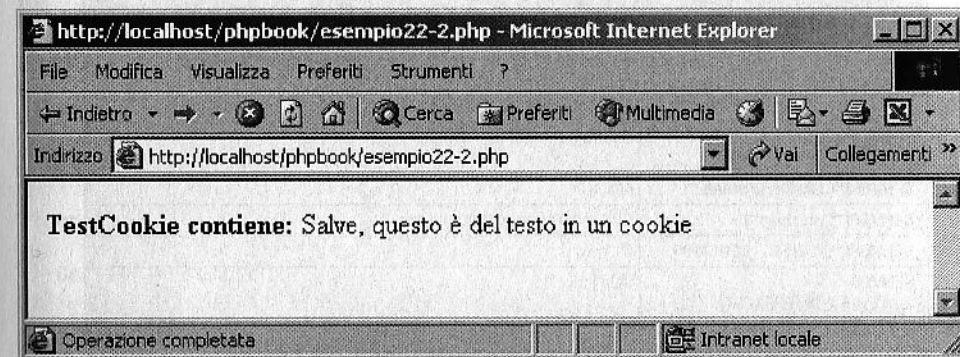 http://localhost/phpbook/esempio22-2.php - Microsoft Internet Explorer
File Modifica Visualizza Preferiti Strumenti ?
Indietro Cerca Preferiti Multimedia
Indirizzo http://localhost/phpbook/esempio22-2.php Vai Collegamenti »
TestCookie contiene: Salve, questo è del testo in un cookie
Operazione completata Intranet locale